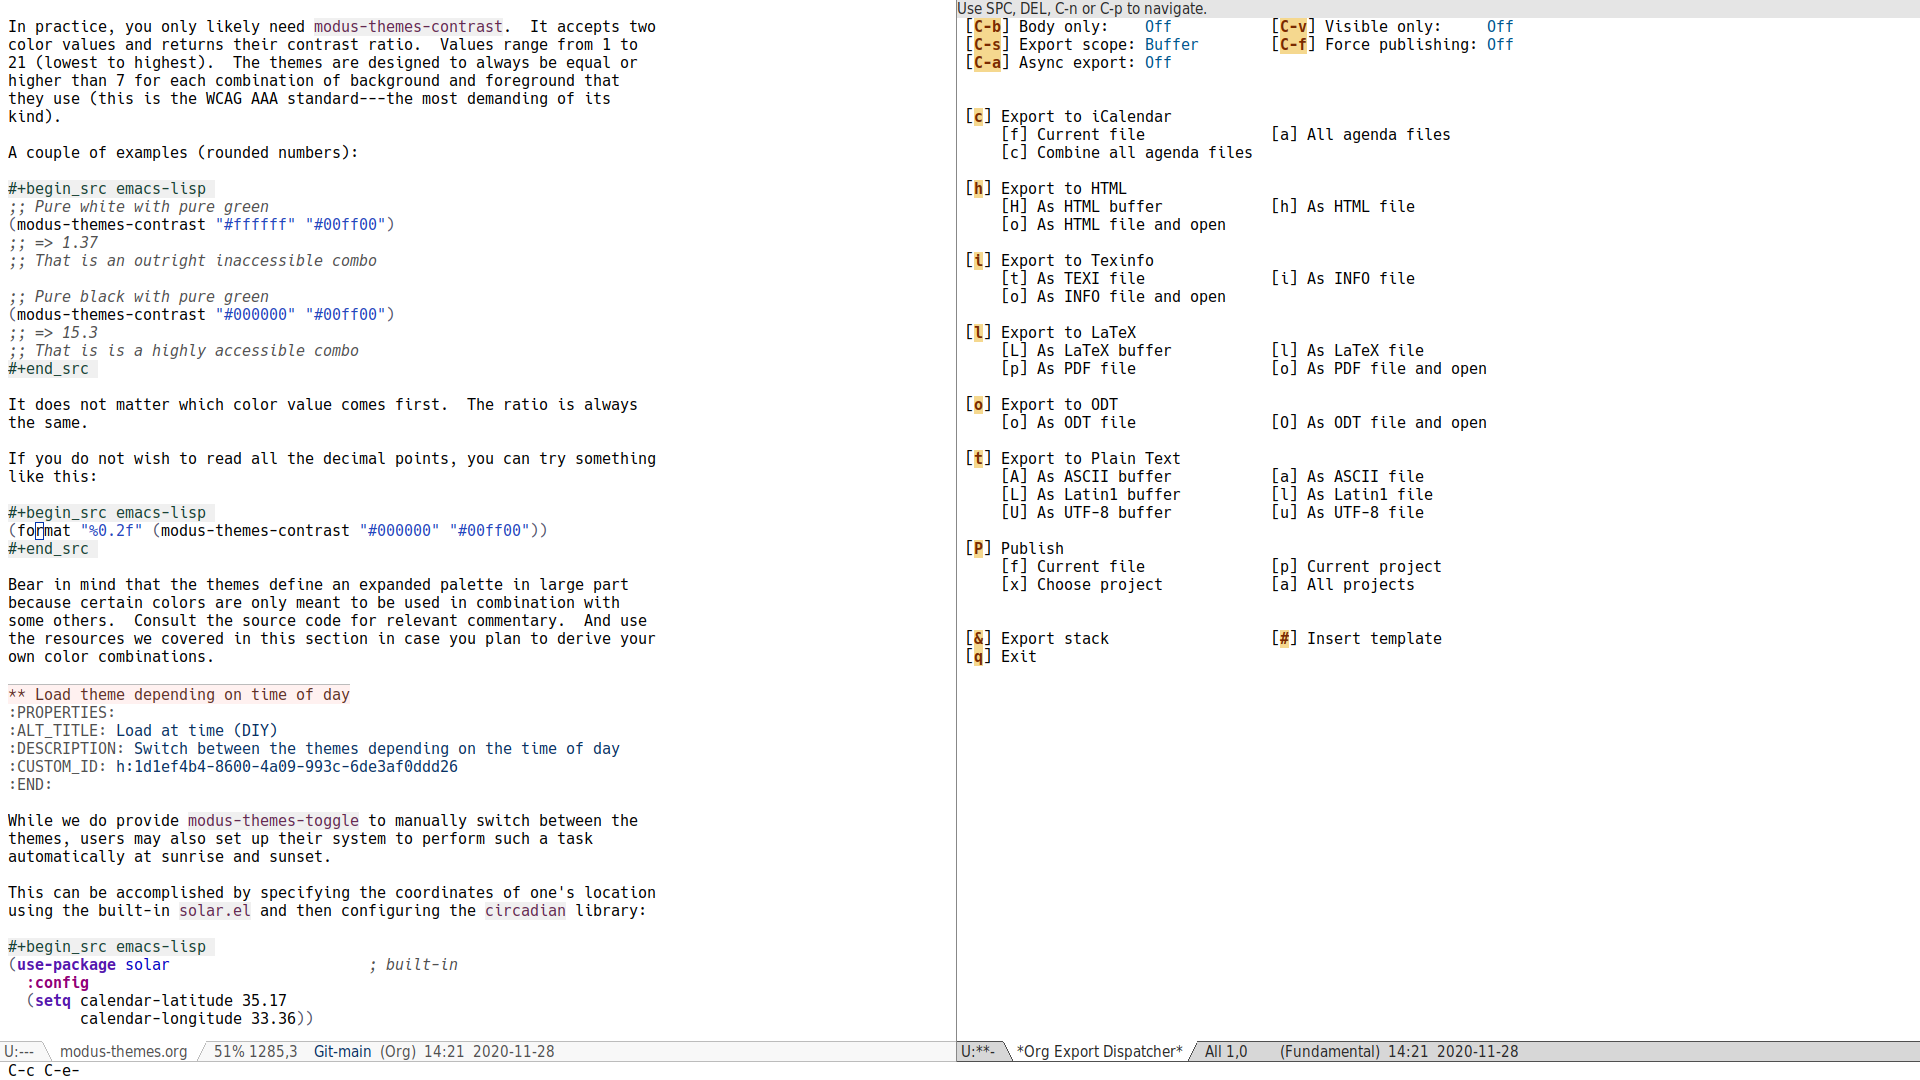 In practice, you only likely need modus-themes-contrast.  It accepts two
color values and returns their contrast ratio.  Values range from 1 to
21 (lowest to highest).  The themes are designed to always be equal or
higher than 7 for each combination of background and foreground that
they use (this is the WCAG AAA standard---the most demanding of its
kind).

A couple of examples (rounded numbers):

#+begin_src emacs-lisp
;; Pure white with pure green
(modus-themes-contrast "#ffffff" "#00ff00")
;; => 1.37
;; That is an outright inaccessible combo

;; Pure black with pure green
(modus-themes-contrast "#000000" "#00ff00")
;; => 15.3
;; That is is a highly accessible combo
#+end_src

It does not matter which color value comes first.  The ratio is always
the same.

If you do not wish to read all the decimal points, you can try something
like this:

#+begin_src emacs-lisp
(format "%0.2f" (modus-themes-contrast "#000000" "#00ff00"))
#+end_src

Bear in mind that the themes define an expanded palette in large part
because certain colors are only meant to be used in combination with
some others.  Consult the source code for relevant commentary.  And use
the resources we covered in this section in case you plan to derive your
own color combinations.

** Load theme depending on time of day
:PROPERTIES:
:ALT_TITLE: Load at time (DIY)
:DESCRIPTION: Switch between the themes depending on the time of day
:CUSTOM_ID: h:1d1ef4b4-8600-4a09-993c-6de3af0ddd26
:END:

While we do provide modus-themes-toggle to manually switch between the
themes, users may also set up their system to perform such a task
automatically at sunrise and sunset.

This can be accomplished by specifying the coordinates of one's location
using the built-in solar.el and then configuring the circadian library:

#+begin_src emacs-lisp
(use-package solar                      ; built-in
  :config
  (setq calendar-latitude 35.17
        calendar-longitude 33.36))
U:--- modus-themes.org 51% 1285,3 Git-main (Org) 14:21 2020-11-28
Use SPC, DEL, C-n or C-p to navigate.
[C-b] Body only:    Off           [C-v] Visible only:     Off
[C-s] Export scope: Buffer        [C-f] Force publishing: Off
[C-a] Async export: Off

[c] Export to iCalendar
    [f] Current file              [a] All agenda files
    [c] Combine all agenda files

[h] Export to HTML
    [H] As HTML buffer            [h] As HTML file
    [o] As HTML file and open

[i] Export to Texinfo
    [t] As TEXI file              [i] As INFO file
    [o] As INFO file and open

[l] Export to LaTeX
    [L] As LaTeX buffer           [l] As LaTeX file
    [p] As PDF file               [o] As PDF file and open

[o] Export to ODT
    [o] As ODT file               [O] As ODT file and open

[t] Export to Plain Text
    [A] As ASCII buffer           [a] As ASCII file
    [L] As Latin1 buffer          [l] As Latin1 file
    [U] As UTF-8 buffer           [u] As UTF-8 file

[P] Publish
    [f] Current file              [p] Current project
    [x] Choose project            [a] All projects

[&] Export stack                  [#] Insert template
[q] Exit
U:**- *Org Export Dispatcher* All 1,0 (Fundamental) 14:21 2020-11-28
C-c C-e-